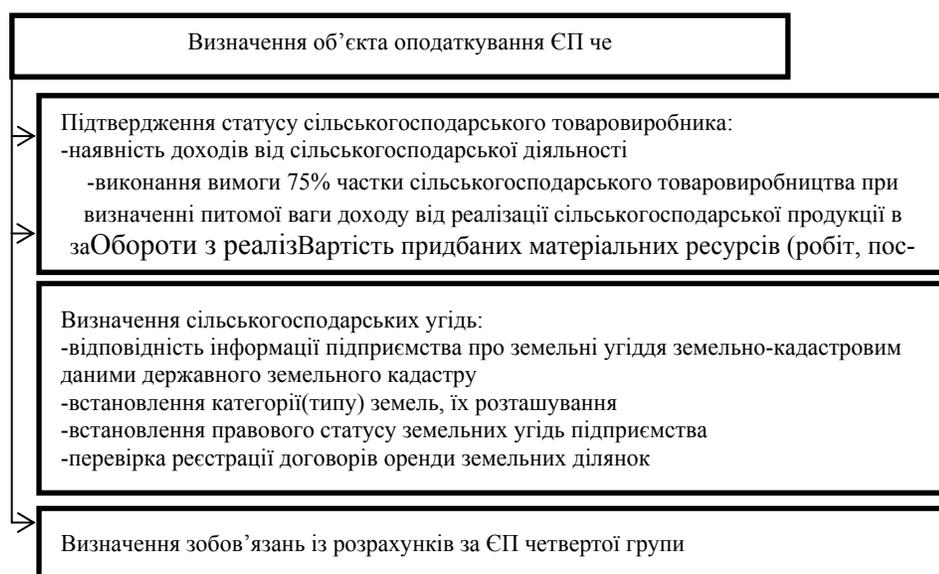 Визначення об’єкта оподаткування ЄП че
Підтвердження статусу сільськогосподарського товаровиробника:
-наявність доходів від сільськогосподарської діяльності
-виконання вимоги 75% частки сільськогосподарського товаровиробництва при
визначенні питомої ваги доходу від реалізації сільськогосподарської продукції в
заОбороти з реалізВартість придбаних матеріальних ресурсів (робіт, пос-
Визначення сільськогосподарських угідь:
-відповідність інформації підприємства про земельні угіддя земельно-кадастровим
даними державного земельного кадастру
-встановлення категорії(типу) земель, їх розташування
-встановлення правового статусу земельних угідь підприємства
-перевірка реєстрації договорів оренди земельних ділянок
Визначення зобов’язань із розрахунків за ЄП четвертої групи